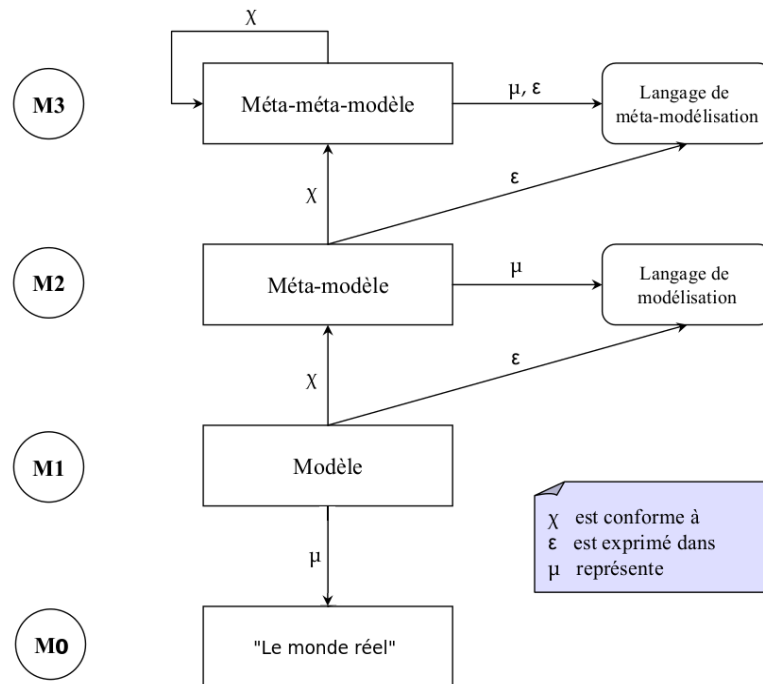 χ
M3
Méta-méta-modèle
μ, ε
Langage de
méta-modélisation
χ
ε
M2
Méta-modèle
μ
Langage de
modélisation
χ
ε
M1
Modèle
χ est conforme à
ε est exprimé dans
μ représente
μ
M0
"Le monde réel"